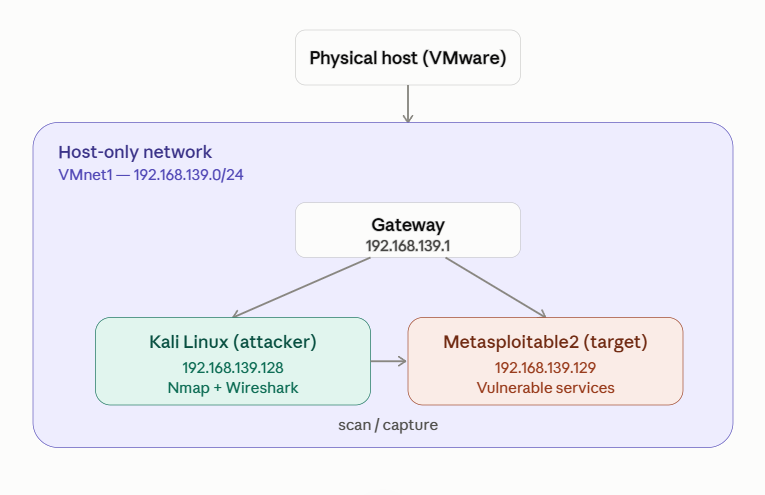 Physical host (VMware)
Host-only network
VMnet1 — 192.168.139.0/24
Gateway
192.168.139.1
Kali Linux (attacker)
192.168.139.128
Nmap + Wireshark
Metasploitable2 (target)
192.168.139.129
Vulnerable services
scan / capture